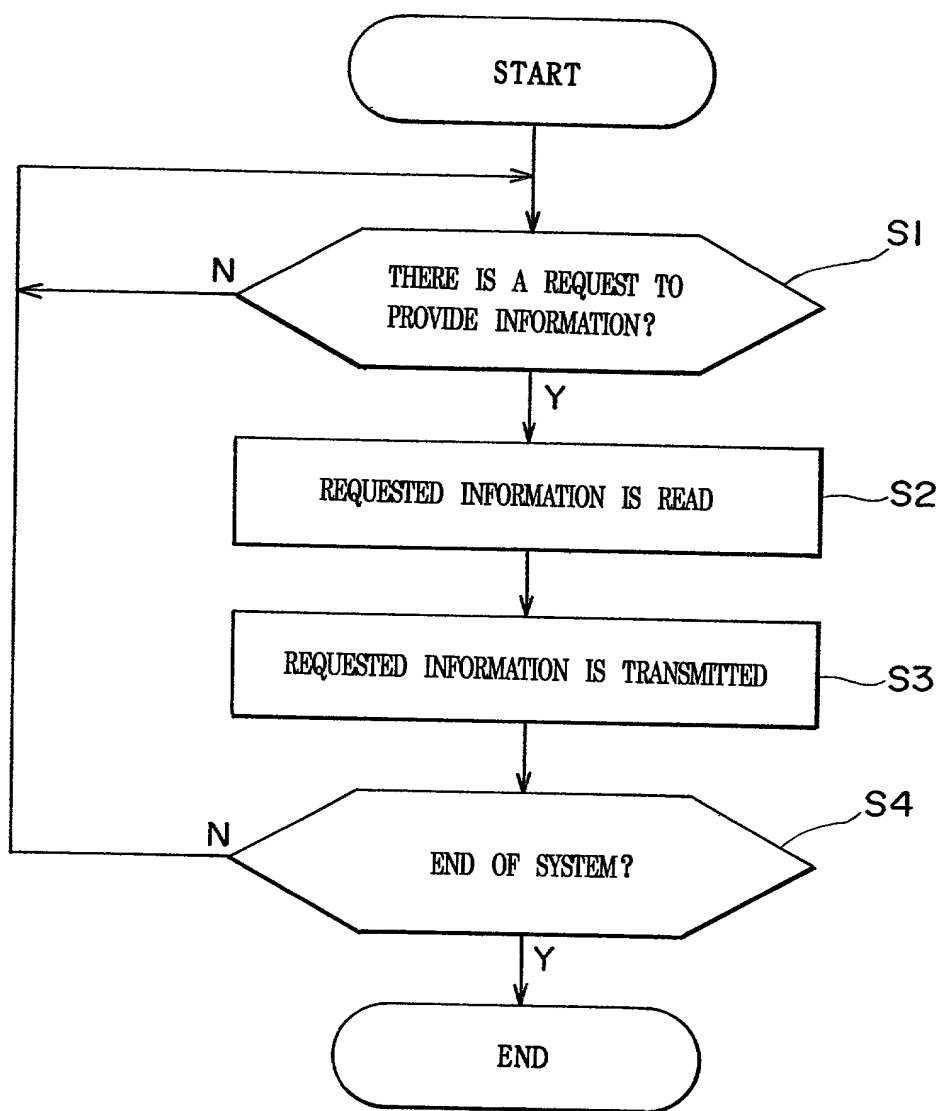 START
S1
N
THERE IS A REQUEST TO
PROVIDE INFORMATION?
Y
REQUESTED INFORMATION IS READ
S2
REQUESTED INFORMATION IS TRANSMITTED
S3
S4
N
END OF SYSTEM?
Y
END